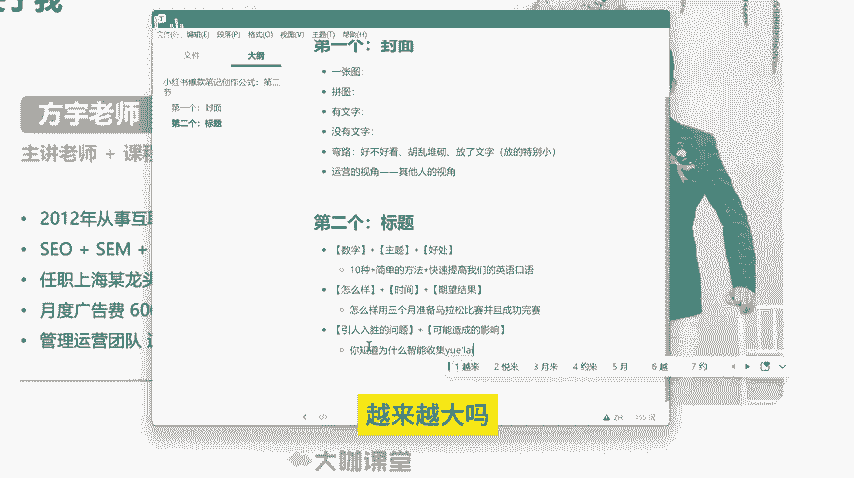 方宇老师
主讲老师 + 课程
2012年从事互联
SEO + SEM +
任职上海某龙头
月度广告费 600
管理运营团队
编辑(E) 段落(P) 格式(O) 视图(V) 主题(T) 帮助(H)
文件
大纲
小红书爆款笔记创作公式：第二
节
第一个：封面
第二个：标题
第一个：封面
一张图：
拼图：
有文字：
没有文字：
弯路：好不好看、胡乱堆砌、放了文字（放的特别小）
运营的视角——其他人的视角
第二个：标题
【数字】+【主题】+【好处】
10种+简单的方法+快速提高我们的英语口语
【怎么样】+【时间】+【期望结果】
怎么样用三个月准备马拉松比赛并且成功完赛
【引人入胜的问题】+【可能造成的影响】
你知道为什么智能收集yue'lai
1 越来 2 悦来 3 月来 4 约来 5 月 6 越 7 约
越来越大吗
大咖课堂